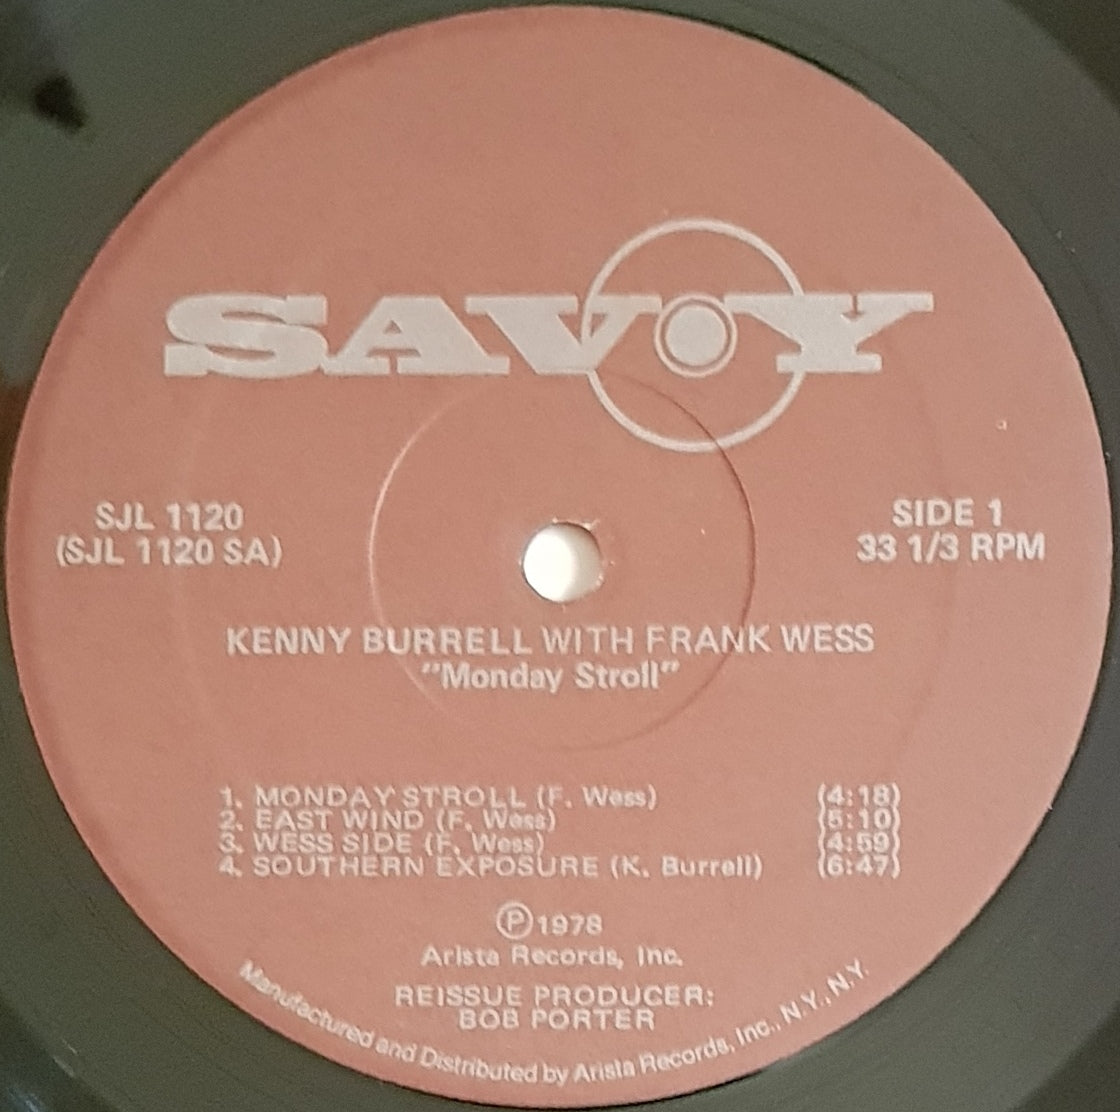 SAVOY
SJL 1120
(SJL 1120 SA)
SIDE 1
33 1/3 RPM
KENNY BURRELL WITH FRANK WESS
"Monday Stroll"
1. MONDAY STROLL (F. Wess) (4:18)
2. EAST WIND (F. Wess) (5:10)
3. WESS SIDE (F. Wess) (4:59)
4. SOUTHERN EXPOSURE (K. Burrell) (6:47)
Ⓟ1978
Arista Records, Inc.
REISSUE PRODUCER:
BOB PORTER
Manufactured and Distributed by Arista Records, Inc., N.Y., N.Y.